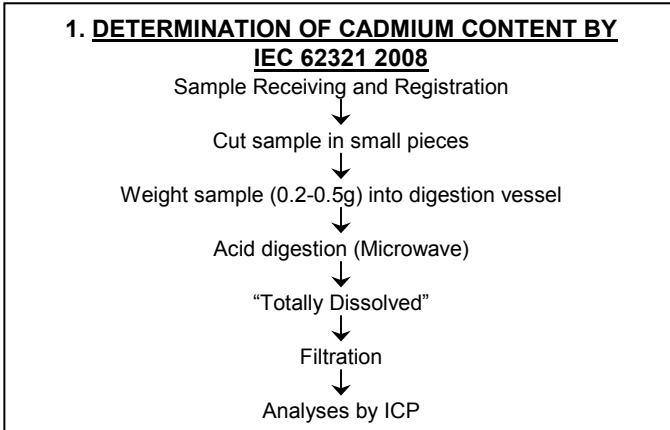 1. DETERMINATION OF CADMIUM CONTENT BY
IEC 62321 2008
Sample Receiving and Registration
Cut sample in small pieces
Weight sample (0.2-0.5g) into digestion vessel
Acid digestion (Microwave)
“Totally Dissolved”
Filtration
Analyses by ICP